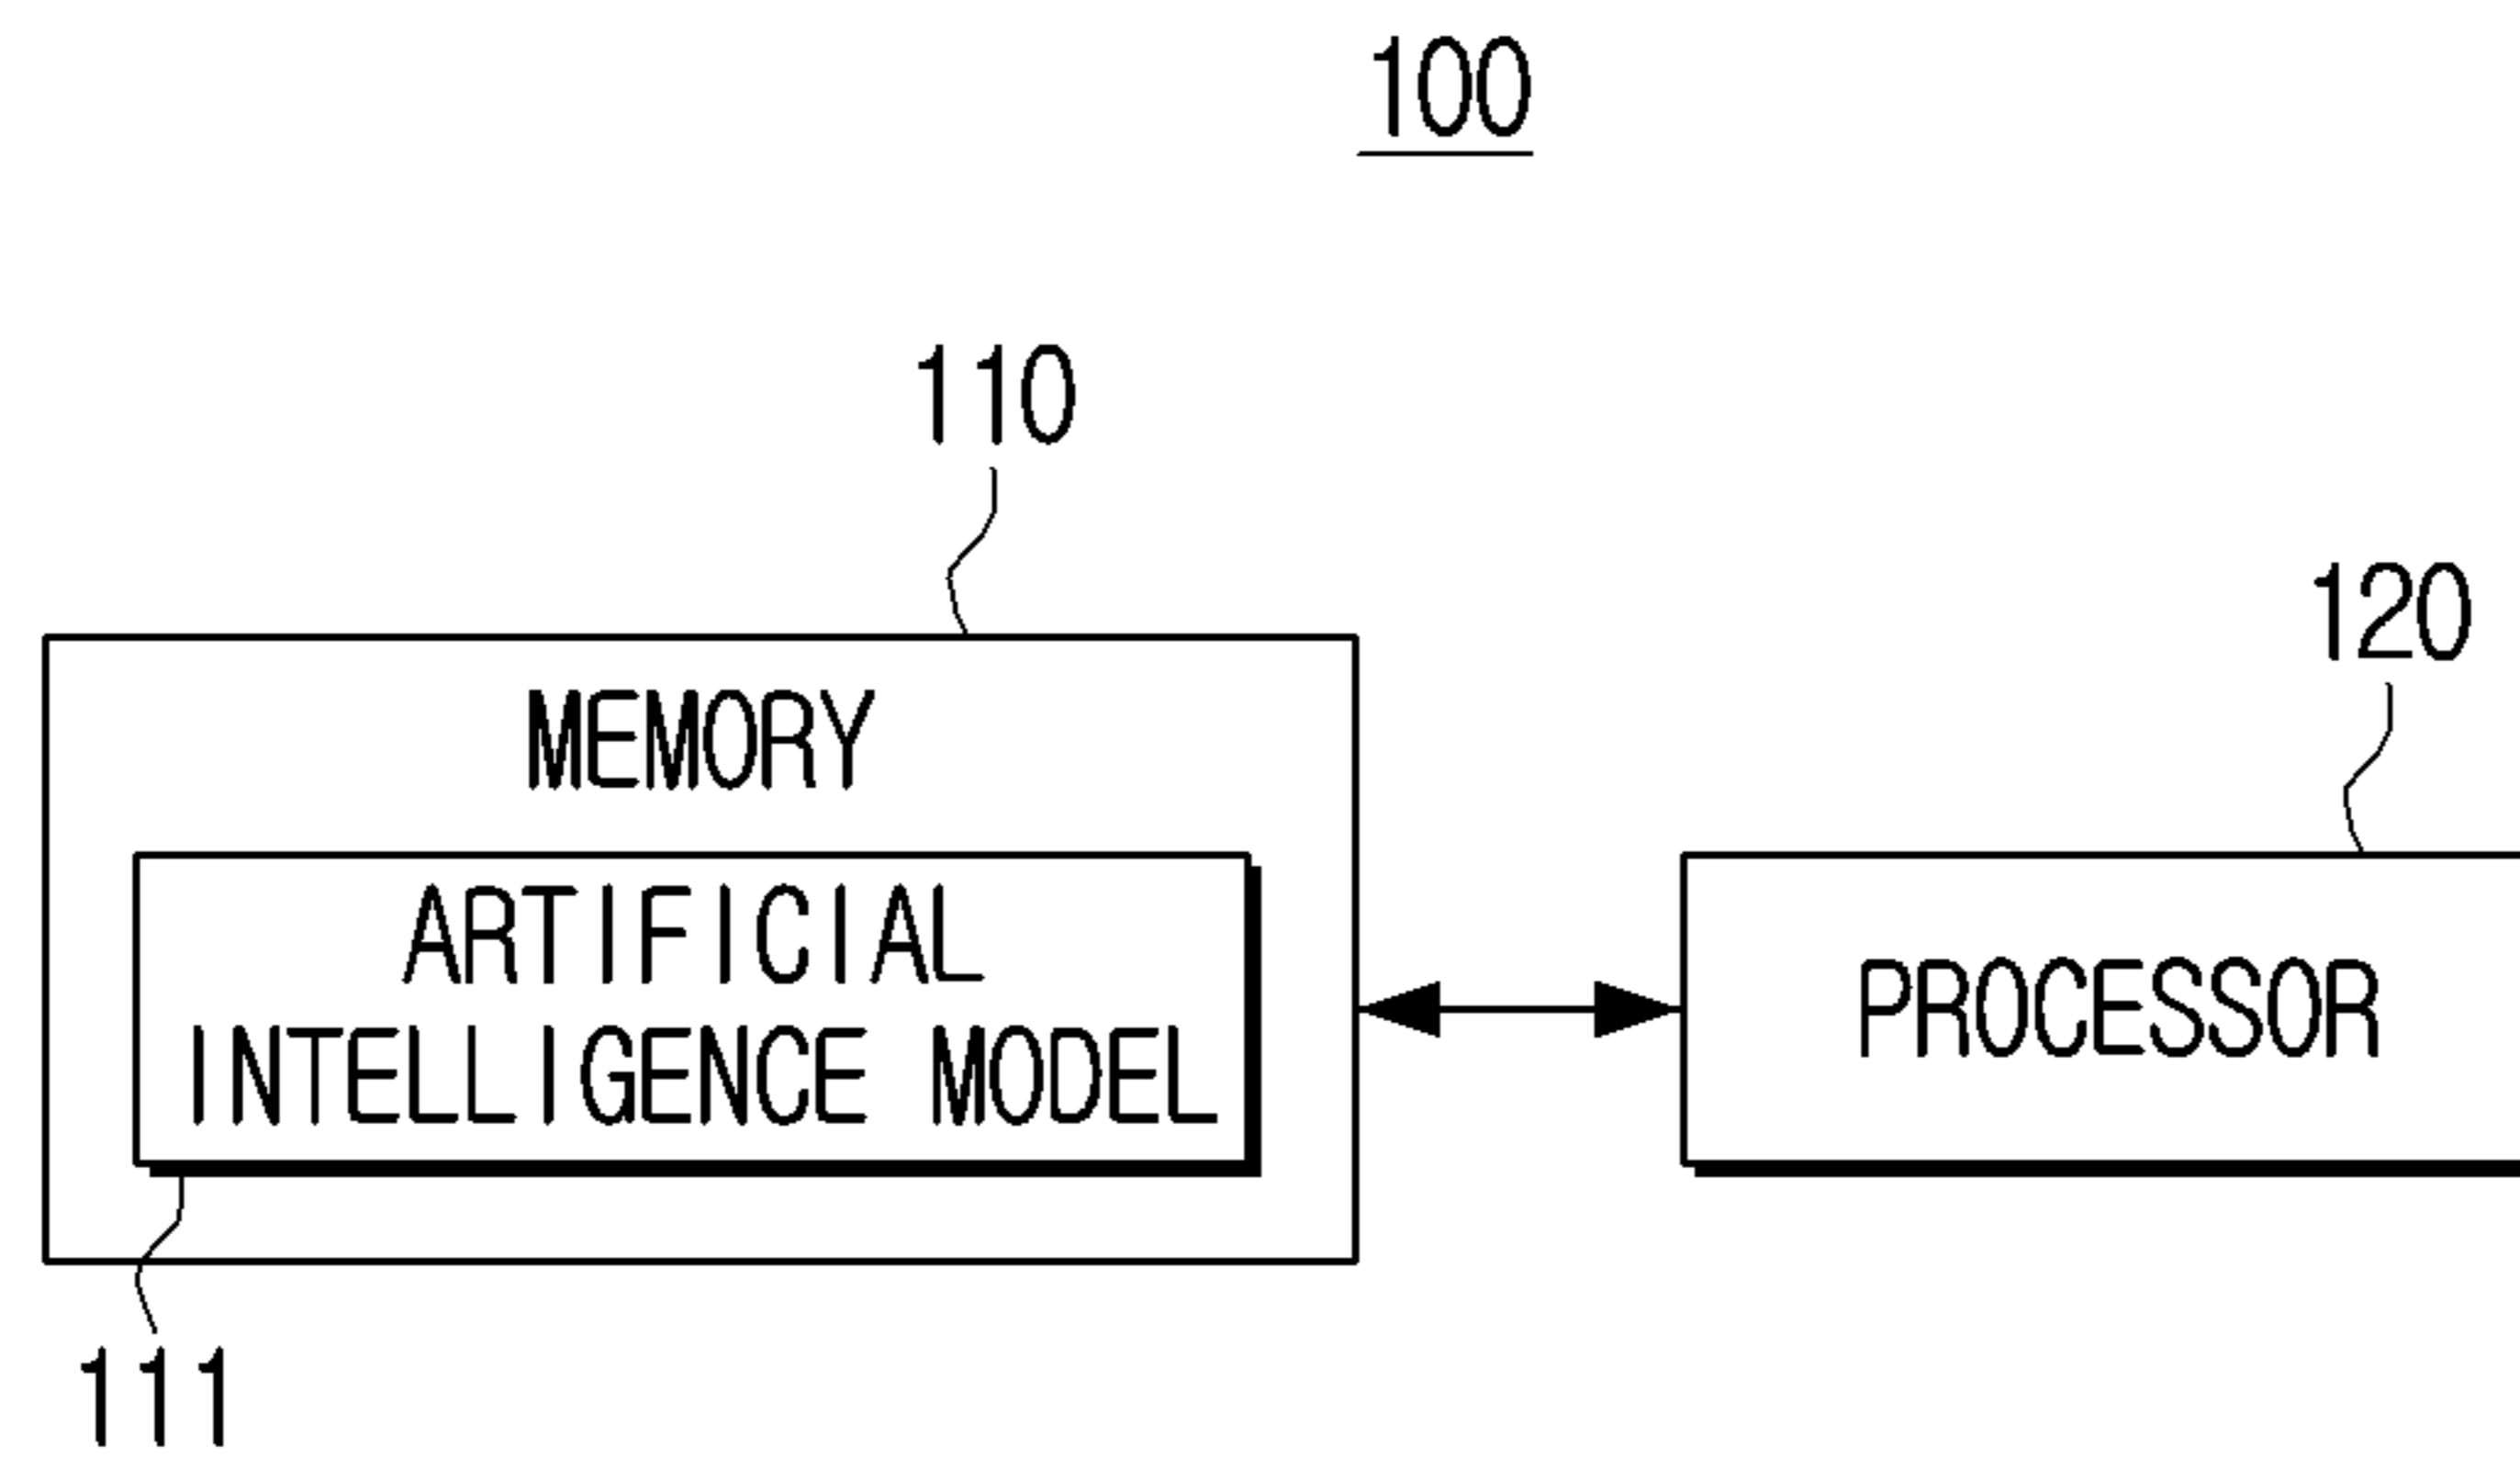 100
110
120
MEMORY
ARTIFICIAL
INTELLIGENCE MODEL
PROCESSOR
111